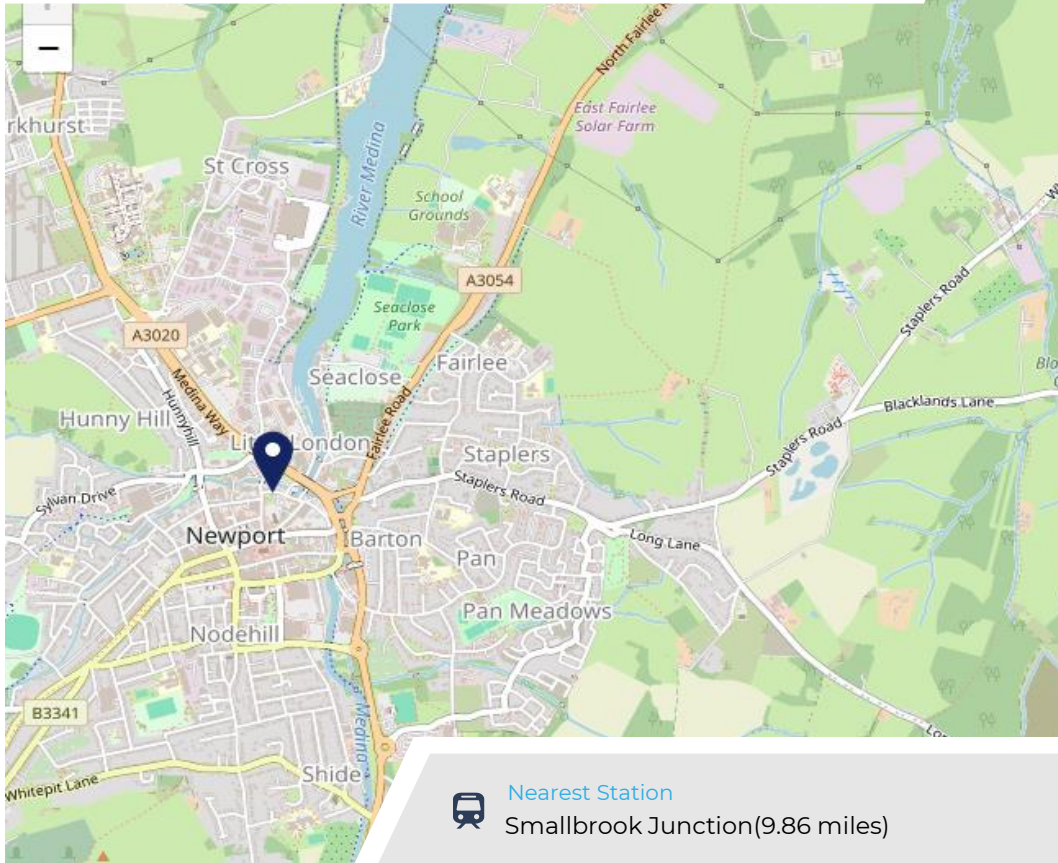 −
North Fairlee R
East Fairlee
Solar Farm
rkhurst
St Cross
River Medina
School
Grounds
A3054
Staplers Road
Seaclose
Park
A3020
Fairlee
Seaclose
Medina Way
Hunnyhill
Hunny Hill
Fairlee Road
Blacklands Lane
London
Staplers
Staplers Road
Staplers Road
Sylvan Drive
Newport
Barton
Long Lane
Pan
Pan Meadows
Nodehill
B3341
Medina
Shide
Whitepit Lane
Nearest Station
Smallbrook Junction(9.86 miles)